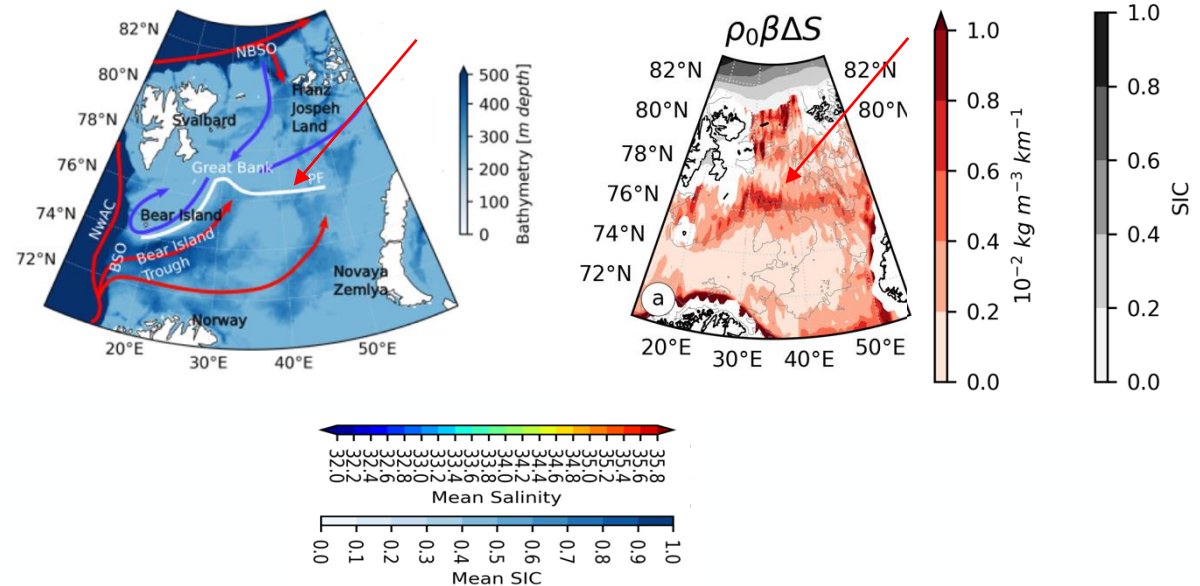 82°N
80°N
78°N
76°N
74°N
72°N
20°E
30°E
40°E
50°E
NBSO
Franz
Jospeh
Land
Svalbard
Great Bank
PF
Bear Island
NwAC
BSO
Bear Island
Trough
Novaya
Zemlya
Norway
500
400
300
200
100
0
Bathymetry [m depth]
ρ₀βΔS
82°N
80°N
78°N
76°N
74°N
72°N
82°N
80°N
a
20°E
30°E
40°E
50°E
1.0
0.8
0.6
0.4
0.2
0.0
10⁻² kg m⁻³ km⁻¹
1.0
0.8
0.6
0.4
0.2
0.0
SIC
32.0 32.2 32.4 32.6 32.8 33.0 33.2 33.4 33.6 33.8 34.0 34.2 34.4 34.6 34.8 35.0 35.2 35.4 35.6 35.8
Mean Salinity
0.0 0.1 0.2 0.3 0.4 0.5 0.6 0.7 0.8 0.9 1.0
Mean SIC